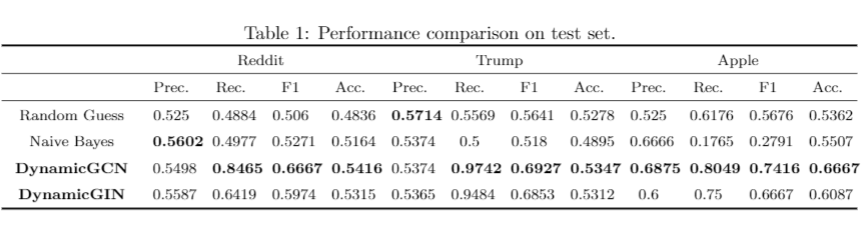 Table 1: Performance comparison on test set.
Reddit Trump Apple
Prec. Rec. F1 Acc. Prec. Rec. F1 Acc. Prec. Rec. F1 Acc.
Random Guess 0.525 0.4884 0.506 0.4836 0.5714 0.5569 0.5641 0.5278 0.525 0.6176 0.5676 0.5362
Naive Bayes 0.5602 0.4977 0.5271 0.5164 0.5374 0.5 0.518 0.4895 0.6666 0.1765 0.2791 0.5507
DynamicGCN 0.5498 0.8465 0.6667 0.5416 0.5374 0.9742 0.6927 0.5347 0.6875 0.8049 0.7416 0.6667
DynamicGIN 0.5587 0.6419 0.5974 0.5315 0.5365 0.9484 0.6853 0.5312 0.6 0.75 0.6667 0.6087